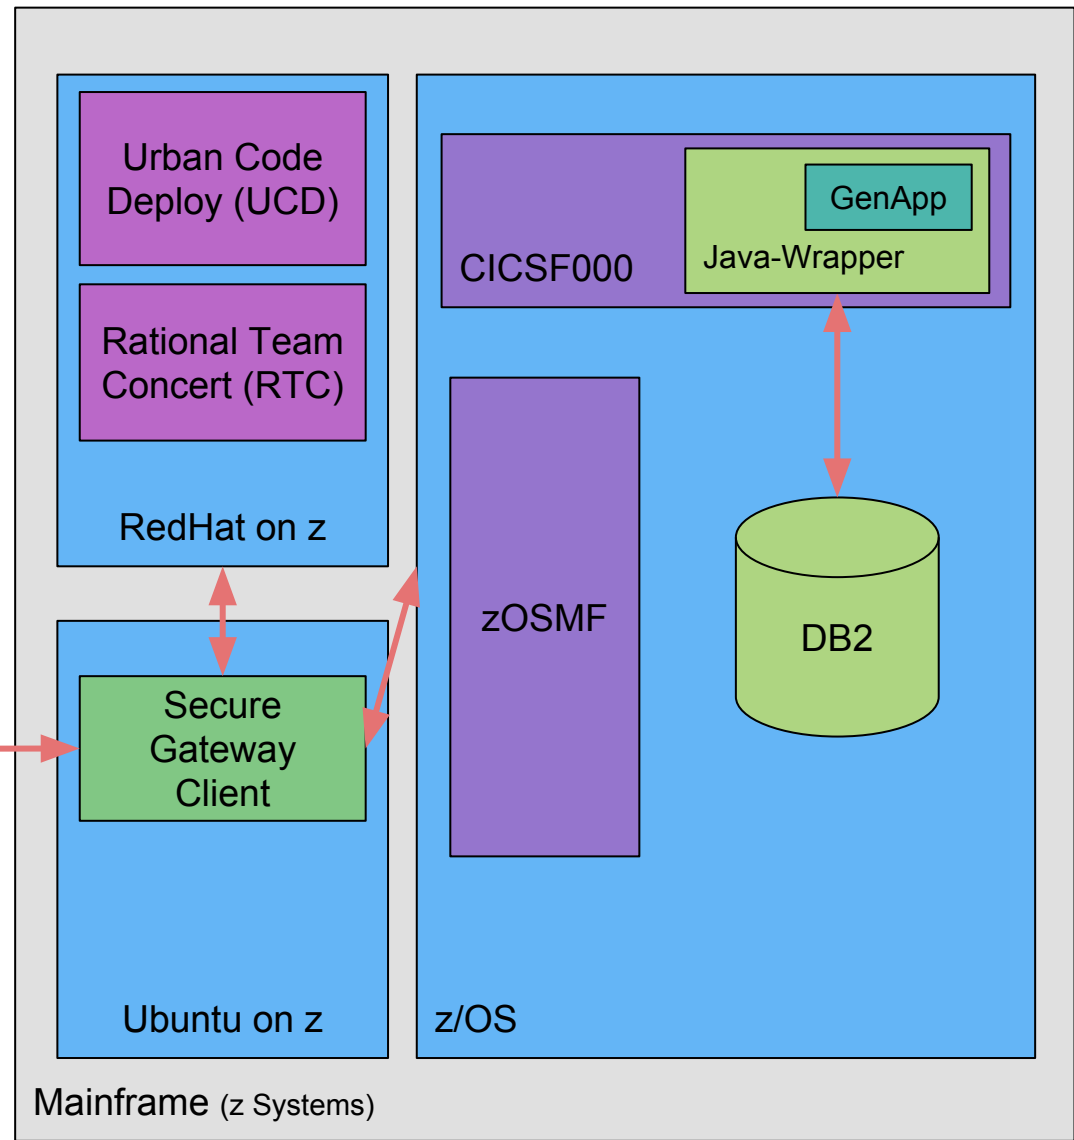 Urban Code
Deploy (UCD)
Rational Team
Concert (RTC)
RedHat on z
Secure
Gateway
Client
Ubuntu on z
GenApp
Java-Wrapper
CICSF000
zOSMF
DB2
z/OS
Mainframe (z Systems)